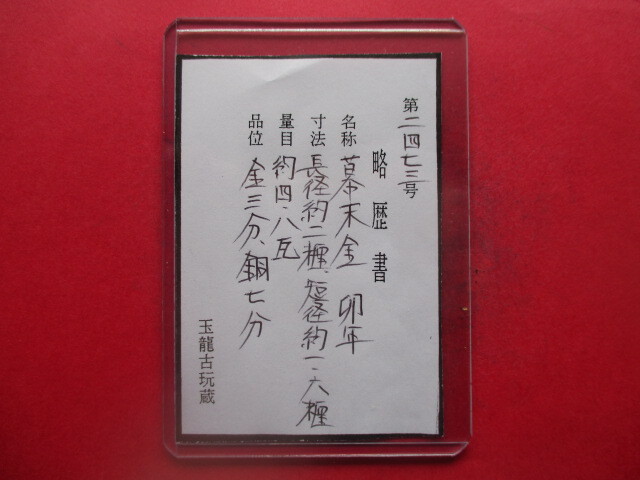 第二四七三号
略歴書
名称 幕末金 卯年
寸法 長径約二糎、短径約一・六糎
量目 約四・八瓦
品位 金三分、銅七分
玉龍古玩蔵